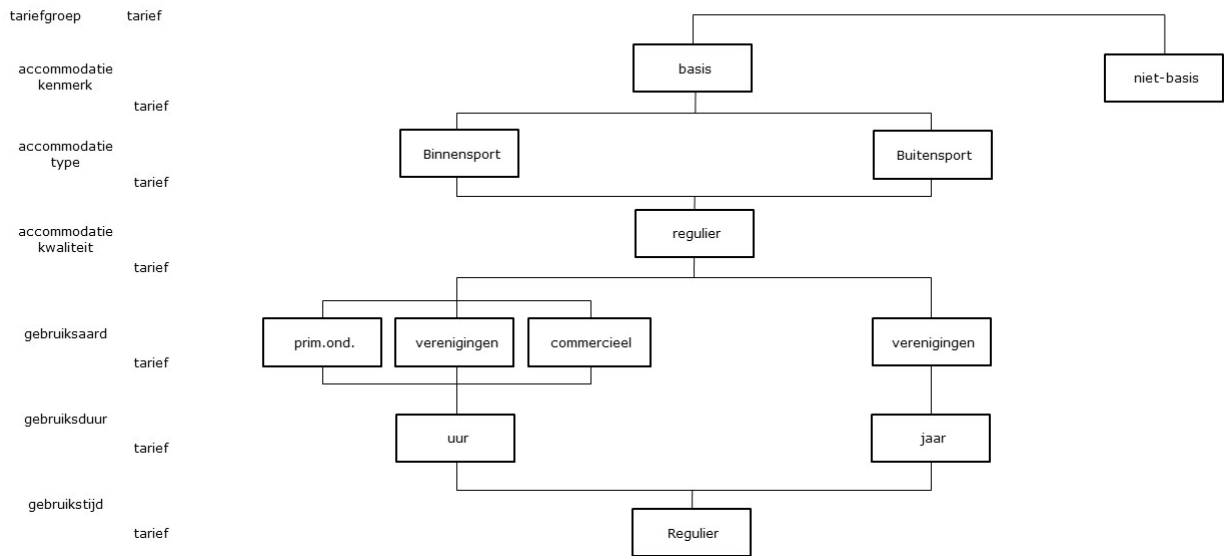 tariefgroep tarief
accommodatie
kenmerk
basis
niet-basis
tarief
accommodatie
type
Binnensport
Buitensport
tarief
accommodatie
kwaliteit
regulier
tarief
gebruiksaard
prim.ond.
verenigingen
commercieel
verenigingen
tarief
gebruiksduur
uur
jaar
tarief
gebruikstijd
Regulier
tarief